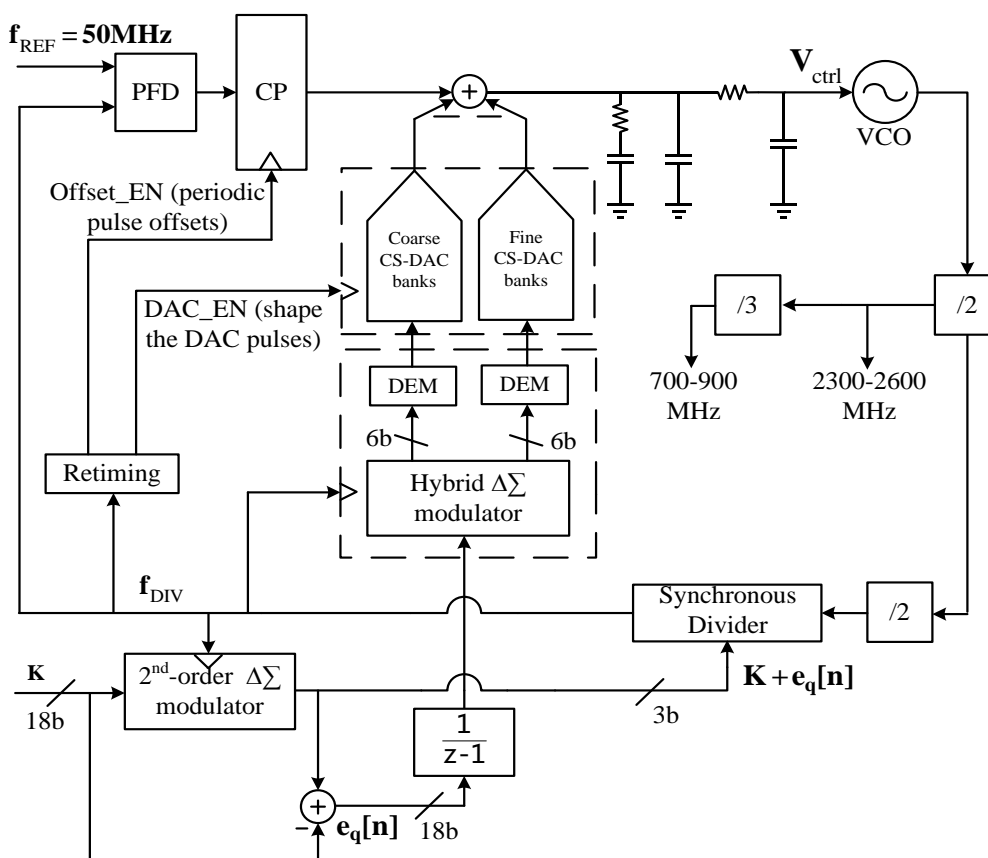 f_REF = 50MHz
PFD
CP
+
V_ctrl
VCO
Offset_EN (periodic
pulse offsets)
Coarse
CS-DAC
banks
Fine
CS-DAC
banks
/3
/2
DAC_EN (shape
the DAC pulses)
700-900
MHz
2300-2600
MHz
DEM
DEM
6b
6b
Retiming
Hybrid ΔΣ
modulator
f_DIV
Synchronous
Divider
/2
K
18b
2nd-order ΔΣ
modulator
K + e_q[n]
3b
1
z-1
+
-
e_q[n]
18b